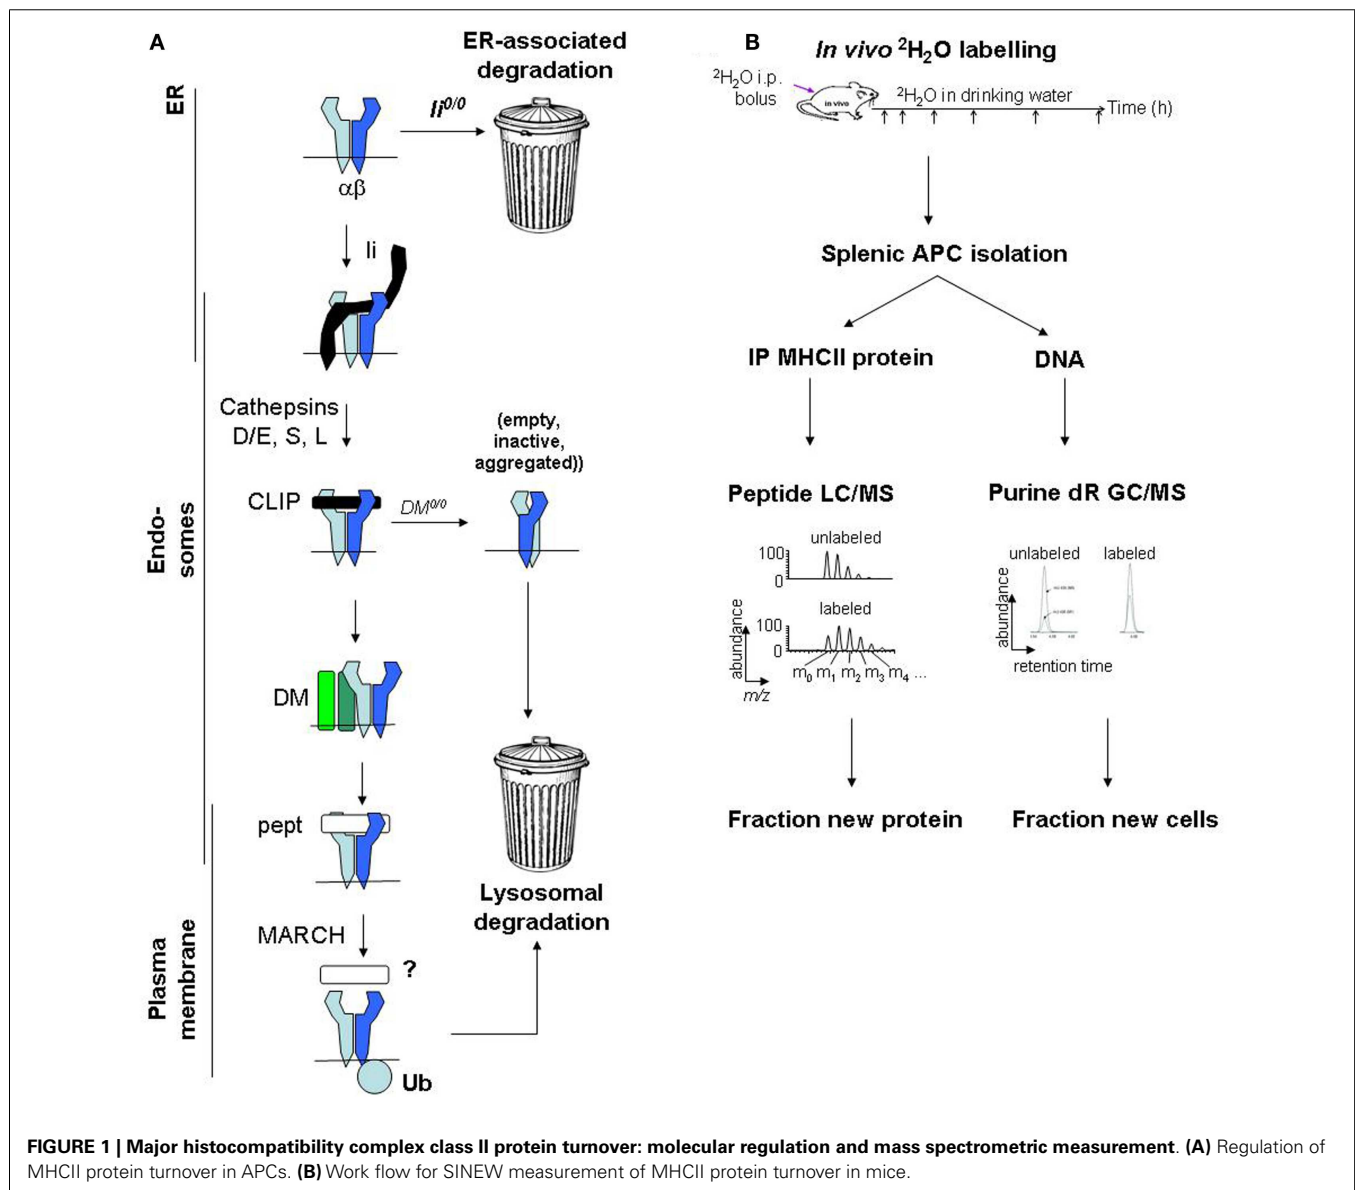 A
ER-associated
degradation
ER
Ii0/0
αβ
Ii
Cathepsins
D/E, S, L
(empty,
inactive,
aggregated))
CLIP
DM0/0
Endo-
somes
DM
pept
Lysosomal
degradation
MARCH
?
Plasma
membrane
Ub
B
In vivo ²H₂O labelling
²H₂O i.p.
bolus
in vivo
²H₂O in drinking water
Time (h)
Splenic APC isolation
IP MHCII protein
DNA
Peptide LC/MS
Purine dR GC/MS
unlabeled
100
0
labeled
100
0
abundance
m₀ m₁ m₂ m₃ m₄ ...
m/z
unlabeled
labeled
abundance
retention time
Fraction new protein
Fraction new cells
FIGURE 1 | Major histocompatibility complex class II protein turnover: molecular regulation and mass spectrometric measurement. (A) Regulation of
MHCII protein turnover in APCs. (B) Work flow for SINEW measurement of MHCII protein turnover in mice.